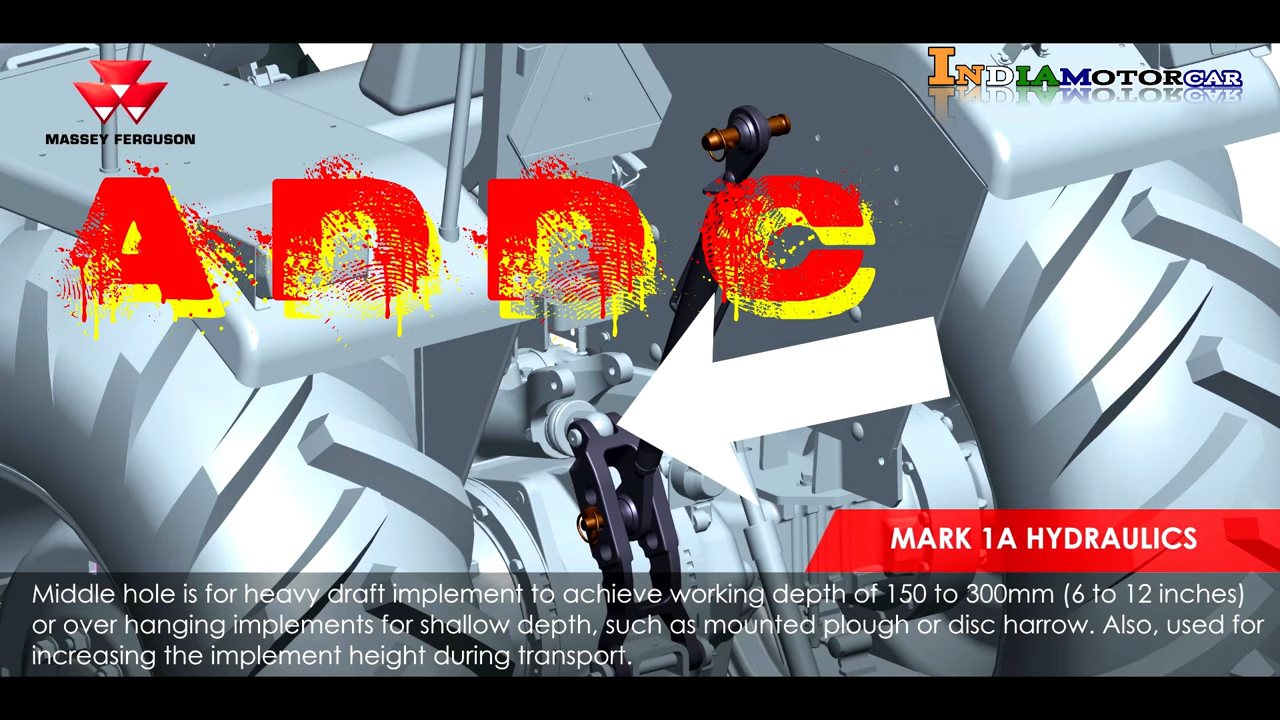 INDIAMOTORCAR
MASSEY FERGUSON
ADDC
MARK 1A HYDRAULICS
Middle hole is for heavy draft implement to achieve working depth of 150 to 300mm (6 to 12 inches)
or over hanging implements for shallow depth, such as mounted plough or disc harrow. Also, used for
increasing the implement height during transport.